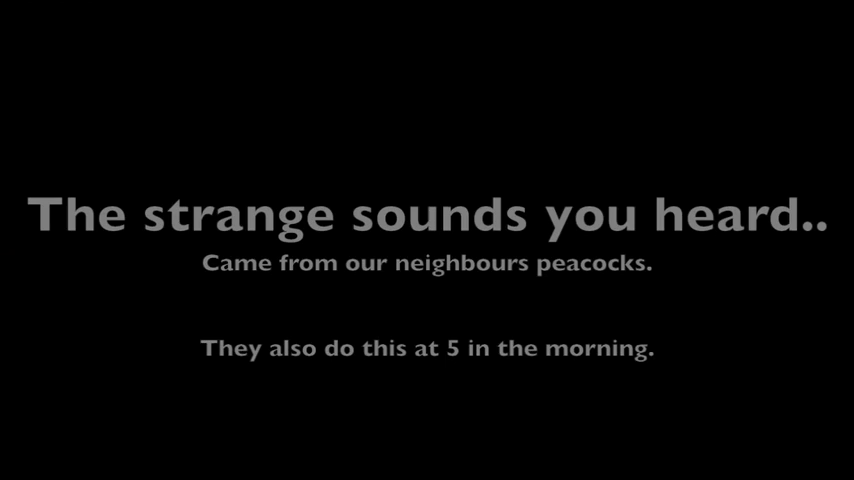 The strange sounds you heard..
Came from our neighbours peacocks.
They also do this at 5 in the morning.